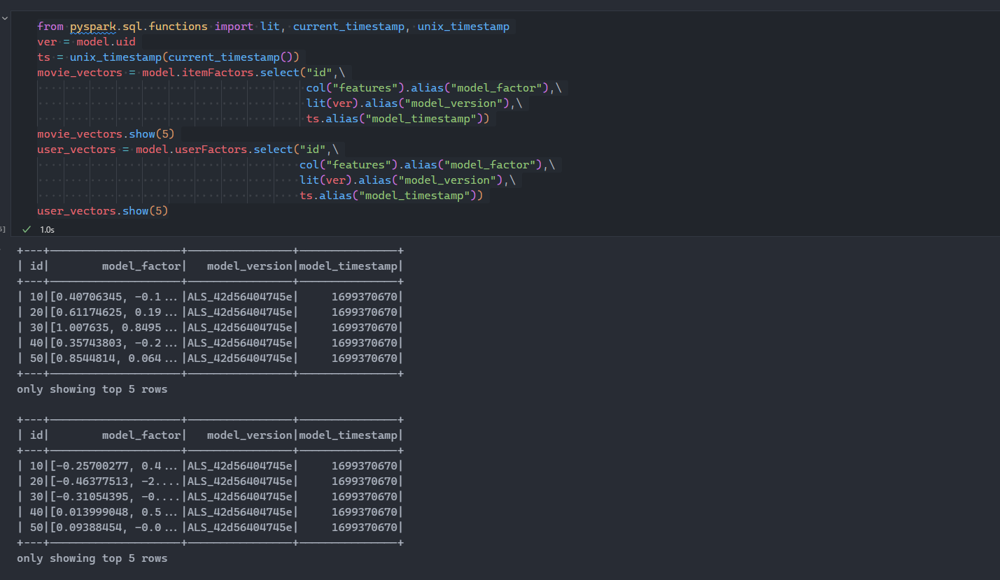 from pyspark.sql.functions import lit, current_timestamp, unix_timestamp
ver = model.uid
ts = unix_timestamp(current_timestamp())
movie_vectors = model.itemFactors.select("id",\
col("features").alias("model_factor"),\
lit(ver).alias("model_version"),\
ts.alias("model_timestamp"))
movie_vectors.show(5)
user_vectors = model.userFactors.select("id",\
col("features").alias("model_factor"),\
lit(ver).alias("model_version"),\
ts.alias("model_timestamp"))
user_vectors.show(5)
✓ 1.0s
+---+--------------------+----------------+---------------+
| id|        model_factor|   model_version|model_timestamp|
+---+--------------------+----------------+---------------+
| 10|[0.40706345, -0.1...|ALS_42d56404745e|     1699370670|
| 20|[0.61174625, 0.19...|ALS_42d56404745e|     1699370670|
| 30|[1.007635, 0.8495...|ALS_42d56404745e|     1699370670|
| 40|[0.35743803, -0.2...|ALS_42d56404745e|     1699370670|
| 50|[0.8544814, 0.064...|ALS_42d56404745e|     1699370670|
+---+--------------------+----------------+---------------+
only showing top 5 rows
+---+--------------------+----------------+---------------+
| id|        model_factor|   model_version|model_timestamp|
+---+--------------------+----------------+---------------+
| 10|[-0.25700277, 0.4...|ALS_42d56404745e|     1699370670|
| 20|[-0.46377513, -2....|ALS_42d56404745e|     1699370670|
| 30|[-0.31054395, -0....|ALS_42d56404745e|     1699370670|
| 40|[0.013999048, 0.5...|ALS_42d56404745e|     1699370670|
| 50|[0.09388454, -0.0...|ALS_42d56404745e|     1699370670|
+---+--------------------+----------------+---------------+
only showing top 5 rows